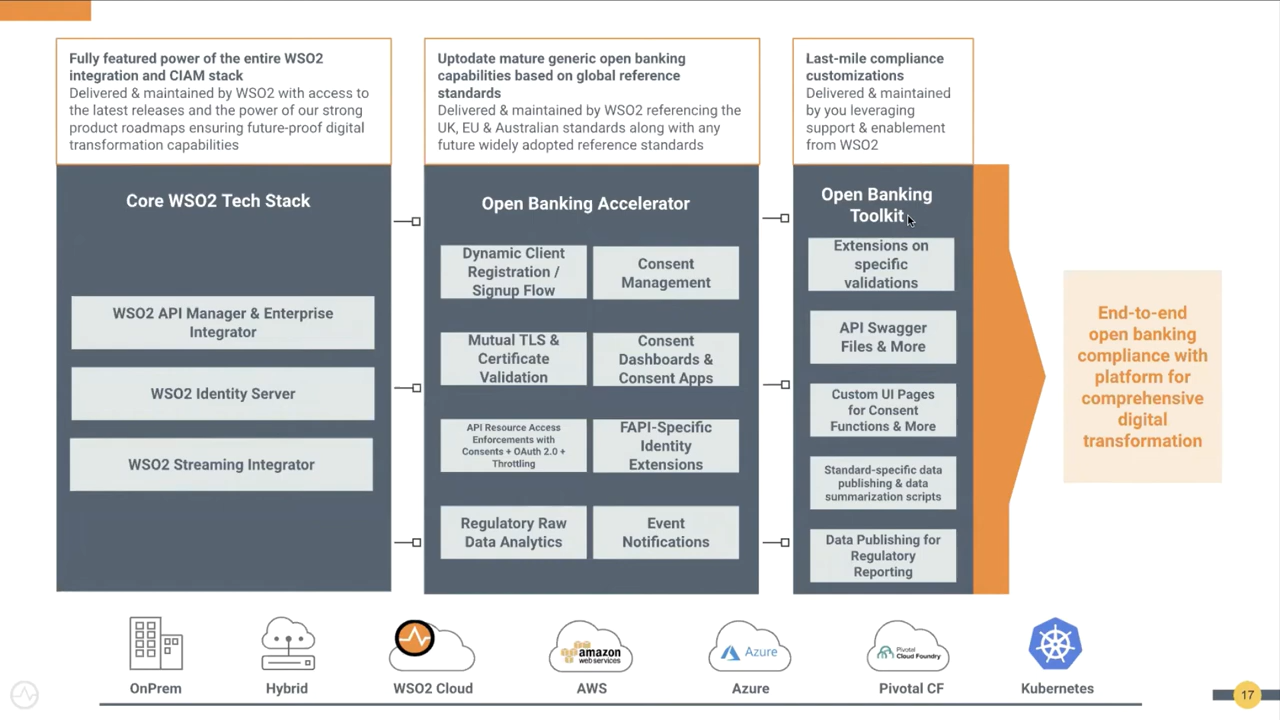 Fully featured power of the entire WSO2
integration and CIAM stack
Delivered & maintained by WSO2 with access to
the latest releases and the power of our strong
product roadmaps ensuring future-proof digital
transformation capabilities
Uptodate mature generic open banking
capabilities based on global reference
standards
Delivered & maintained by WSO2 referencing the
UK, EU & Australian standards along with any
future widely adopted reference standards
Last-mile compliance
customizations
Delivered & maintained
by you leveraging
support & enablement
from WSO2
Core WSO2 Tech Stack
WSO2 API Manager & Enterprise
Integrator
WSO2 Identity Server
WSO2 Streaming Integrator
Open Banking Accelerator
Dynamic Client
Registration /
Signup Flow
Consent
Management
Mutual TLS &
Certificate
Validation
Consent
Dashboards &
Consent Apps
API Resource Access
Enforcements with
Consents + OAuth 2.0 +
Throttling
FAPI-Specific
Identity
Extensions
Regulatory Raw
Data Analytics
Event
Notifications
Open Banking
Toolkit
Extensions on
specific
validations
API Swagger
Files & More
Custom UI Pages
for Consent
Functions & More
Standard-specific data
publishing & data
summarization scripts
Data Publishing for
Regulatory
Reporting
End-to-end
open banking
compliance with
platform for
comprehensive
digital
transformation
amazon
web services
Azure
Pivotal
Cloud Foundry
OnPrem
Hybrid
WSO2 Cloud
AWS
Azure
Pivotal CF
Kubernetes
17